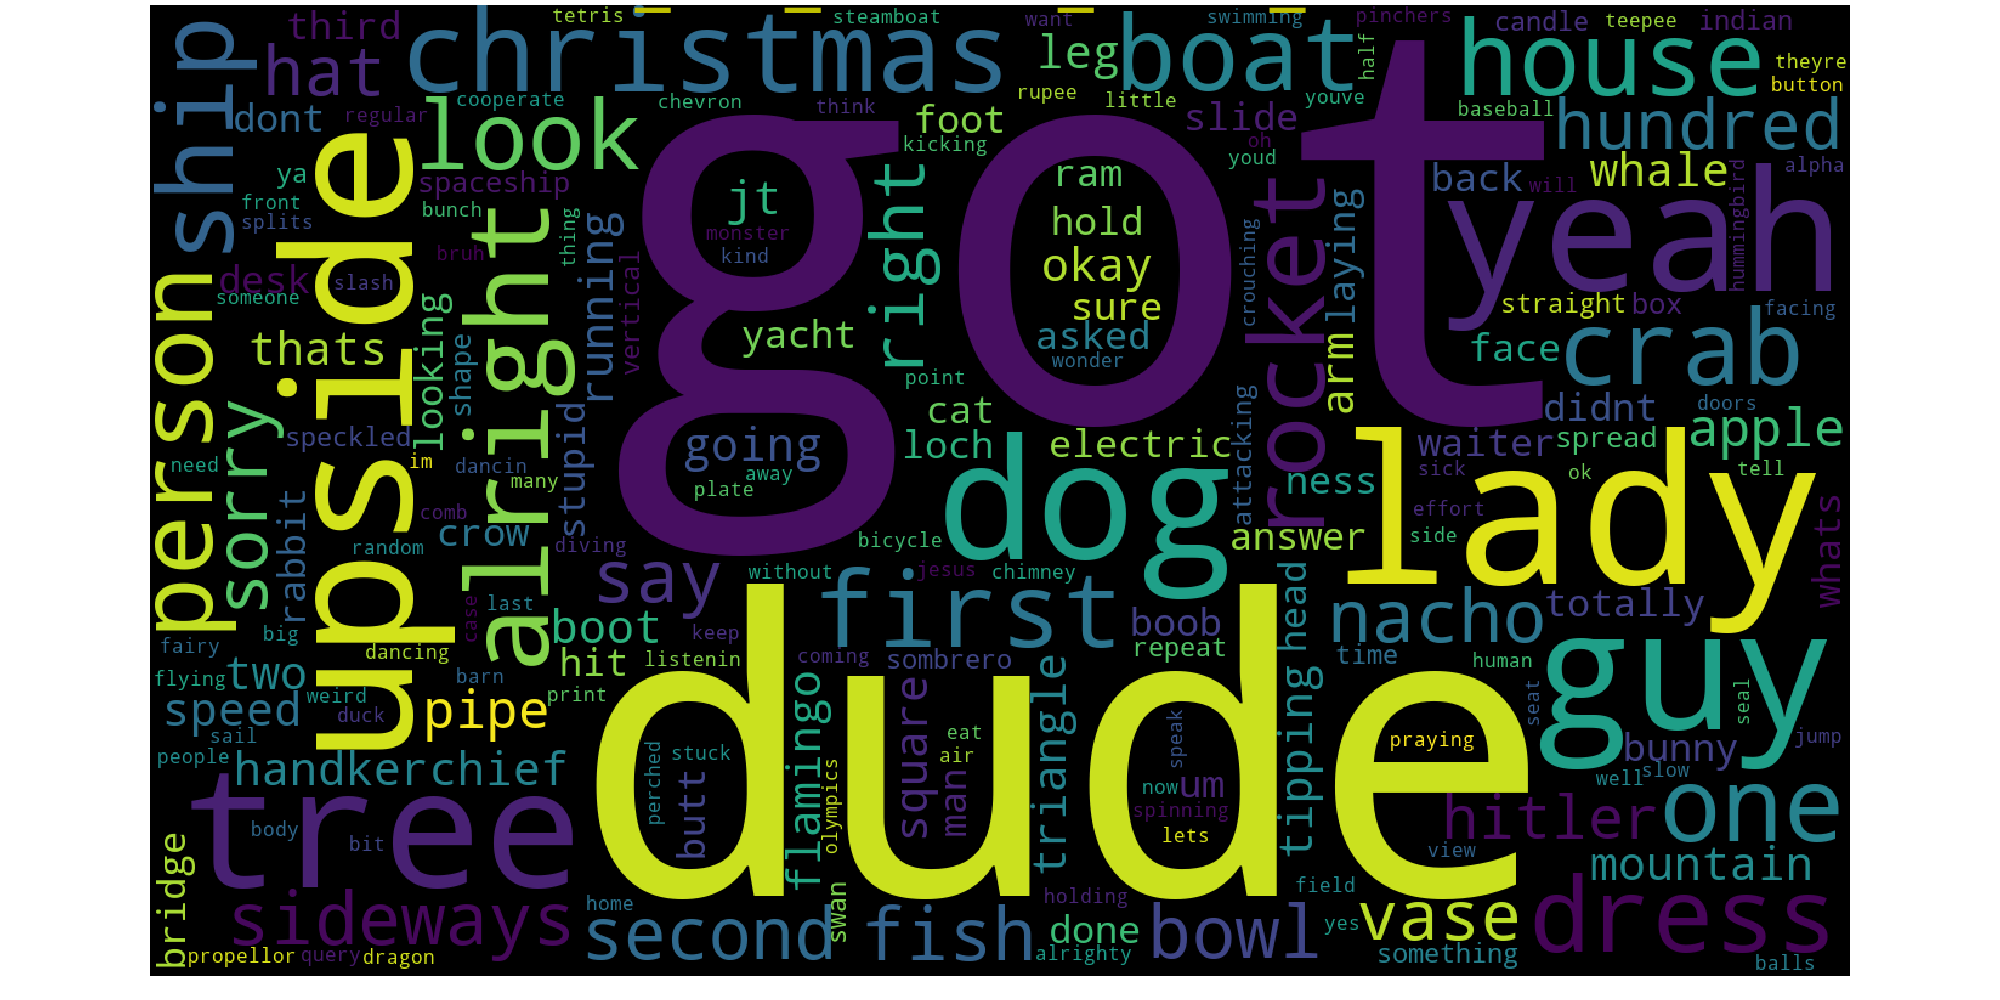 tetris
steamboat
want
swimming
pinchers
candle
teepee
indian
third
christmas
boat
house
hat
leg
half
theyre
button
ship
dont
regular
cooperate
chevron
think
rupee
little
youve
baseball
hundred
look
foot
slide
oh
kicking
youd
got
yeah
whale
alpha
ya
spaceship
jt
right
ram
back
will
hummingbird
front
splits
bunch
running
thing
monster
kind
hold
okay
sure
asked
wonder
crouching
rocket
laying
arm
straight
box
facing
upside
alright
bruh
vertical
desk
slash
someone
person
thats
looking
shape
stupid
yacht
point
face
crab
doors
sorry
speckled
im
dancin
many
need
going
away
plate
cat
loch
electric
attacking
didnt
waiter
spread
apple
ness
sick
ok
tell
rabbit
comb
crow
random
diving
bicycle
dog
answer
effort
side
lady
whats
say
without
jesus
chimney
case
last
boot
keep
first
boob
repeat
head
nacho
totally
big
fairy
dancing
hit
listenin
coming
sombrero
time
human
guy
flying
two
weird
barn
print
speed
duck
pipe
sail
flamingo
square
triangle
tipping
seat
seal
people
handkerchief
dude
perched
stuck
butt
olympics
eat
air
man
speak
now
um
spinning
lets
praying
bunny
jump
well
slow
tree
body
bit
hitler
one
view
mountain
bridge
sideways
home
swan
holding
field
second
fish
done
bowl
yes
vase
dress
propellor
query
dragon
alrighty
something
balls